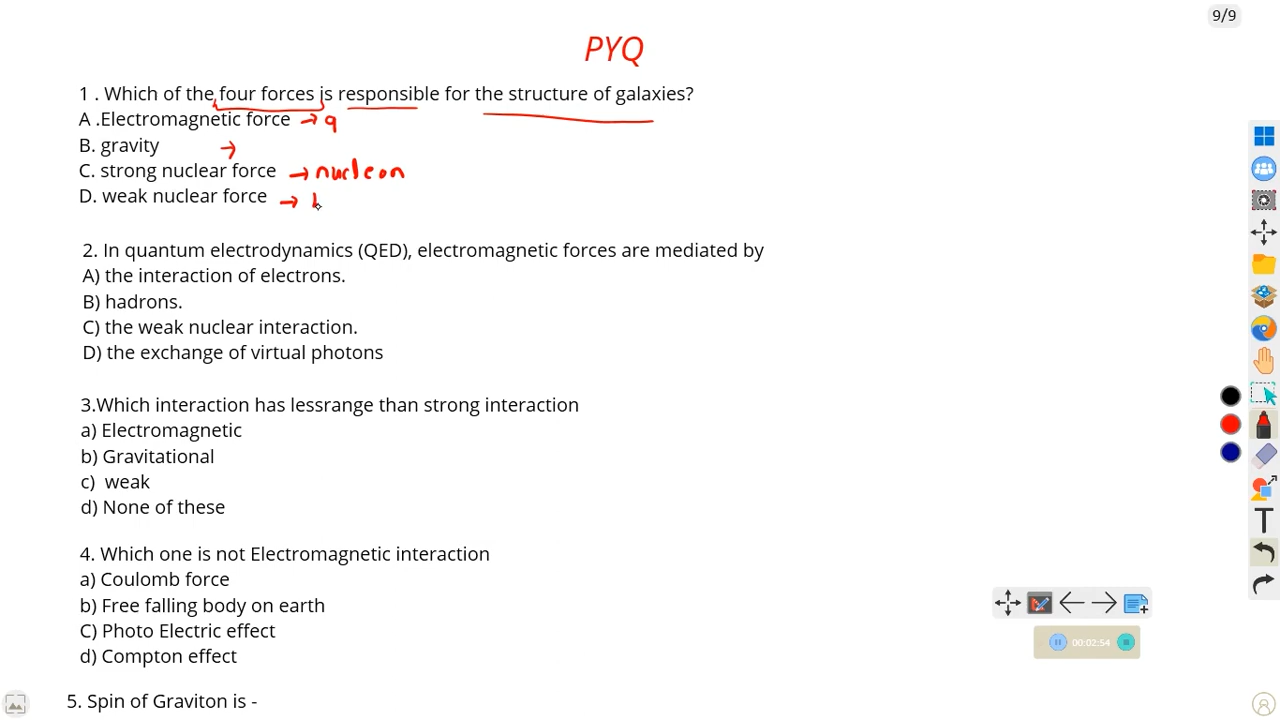 9/9
PYQ
1 . Which of the four forces is responsible for the structure of galaxies?
A .Electromagnetic force → q
B. gravity →
C. strong nuclear force → nucleon
D. weak nuclear force →
2. In quantum electrodynamics (QED), electromagnetic forces are mediated by
A) the interaction of electrons.
B) hadrons.
C) the weak nuclear interaction.
D) the exchange of virtual photons
3.Which interaction has lessrange than strong interaction
a) Electromagnetic
b) Gravitational
c) weak
d) None of these
4. Which one is not Electromagnetic interaction
a) Coulomb force
b) Free falling body on earth
C) Photo Electric effect
d) Compton effect
00:02:54
5. Spin of Graviton is -